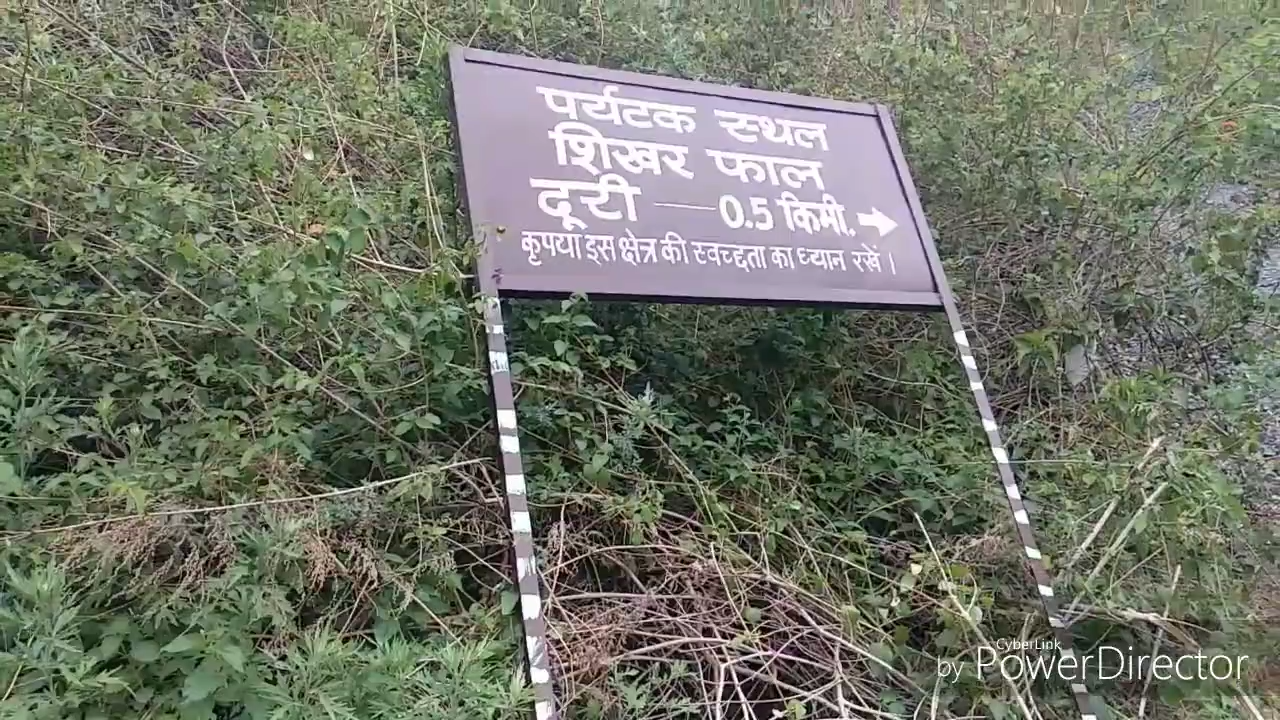 पर्यटक स्थल
शिखर फाल
दूरी — 0.5 किमी. →
कृपया इस क्षेत्र की स्वच्छता का ध्यान रखें ।
CyberLink
by PowerDirector